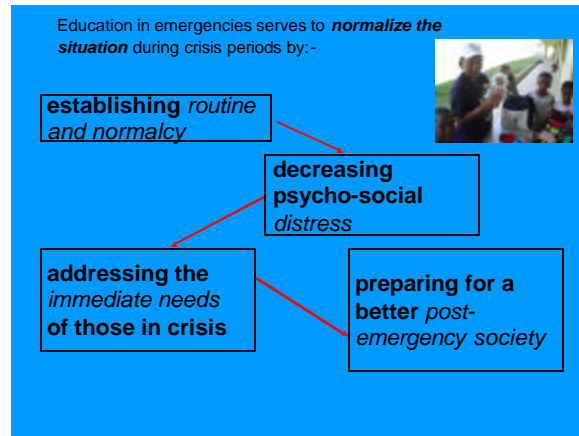 Education in emergencies serves to normalize the
situation during crisis periods by:-
establishing routine
and normalcy
decreasing
psycho-social
distress
addressing the
immediate needs
of those in crisis
preparing for a
better post-
emergency society